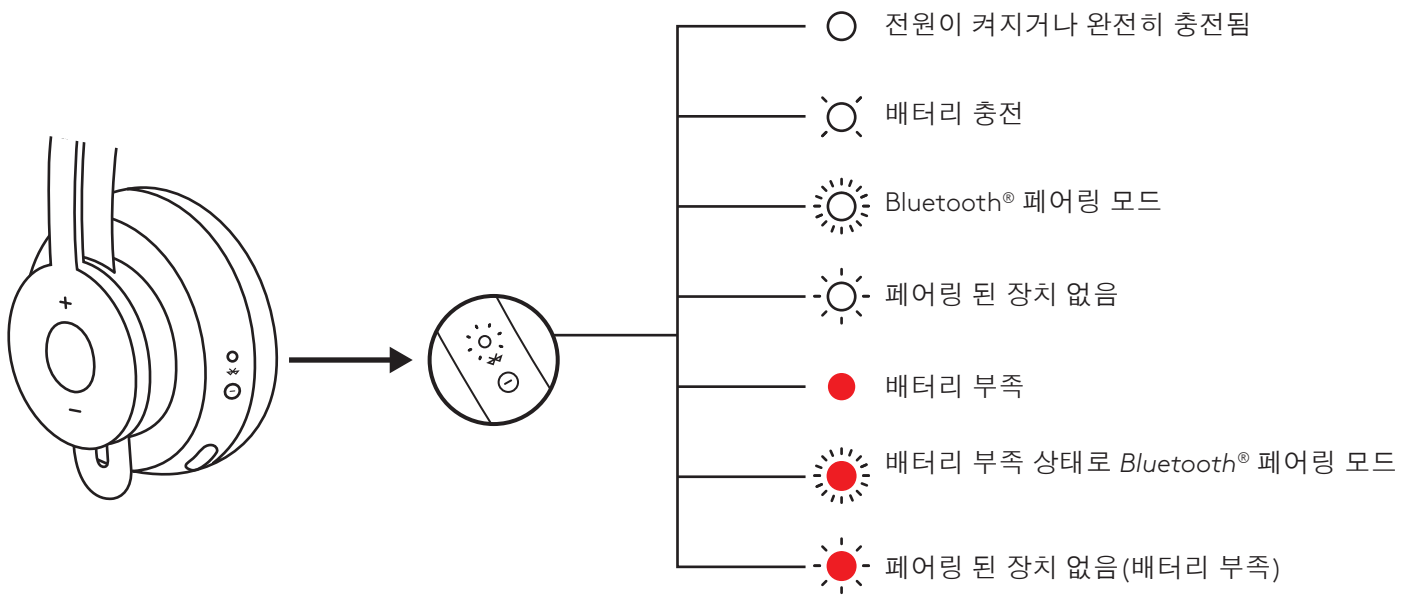 전원이 켜지거나 완전히 충전됨
배터리 충전
Bluetooth® 페어링 모드
페어링 된 장치 없음
배터리 부족
배터리 부족 상태로 Bluetooth® 페어링 모드
페어링 된 장치 없음(배터리 부족)